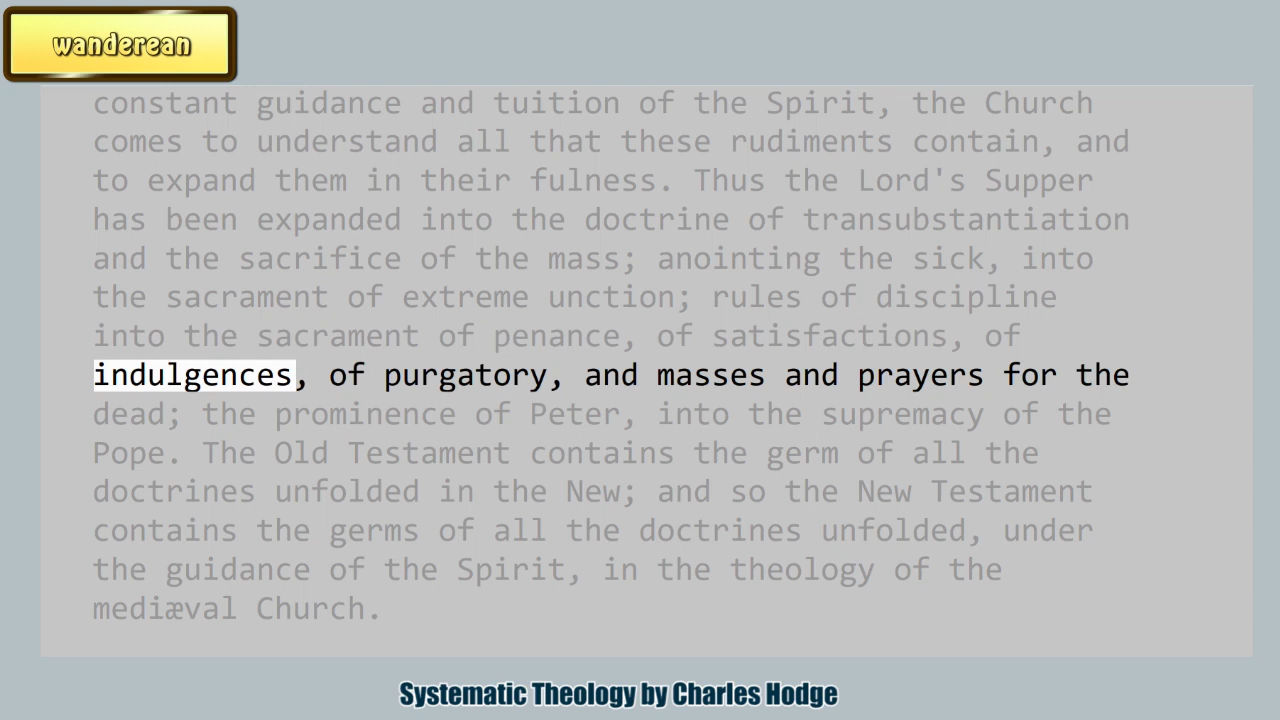 wanderean
constant guidance and tuition of the Spirit, the Church
comes to understand all that these rudiments contain, and
to expand them in their fulness. Thus the Lord's Supper
has been expanded into the doctrine of transubstantiation
and the sacrifice of the mass; anointing the sick, into
the sacrament of extreme unction; rules of discipline
into the sacrament of penance, of satisfactions, of
indulgences, of purgatory, and masses and prayers for the
dead; the prominence of Peter, into the supremacy of the
Pope. The Old Testament contains the germ of all the
doctrines unfolded in the New; and so the New Testament
contains the germs of all the doctrines unfolded, under
the guidance of the Spirit, in the theology of the
mediæval Church.
Systematic Theology by Charles Hodge